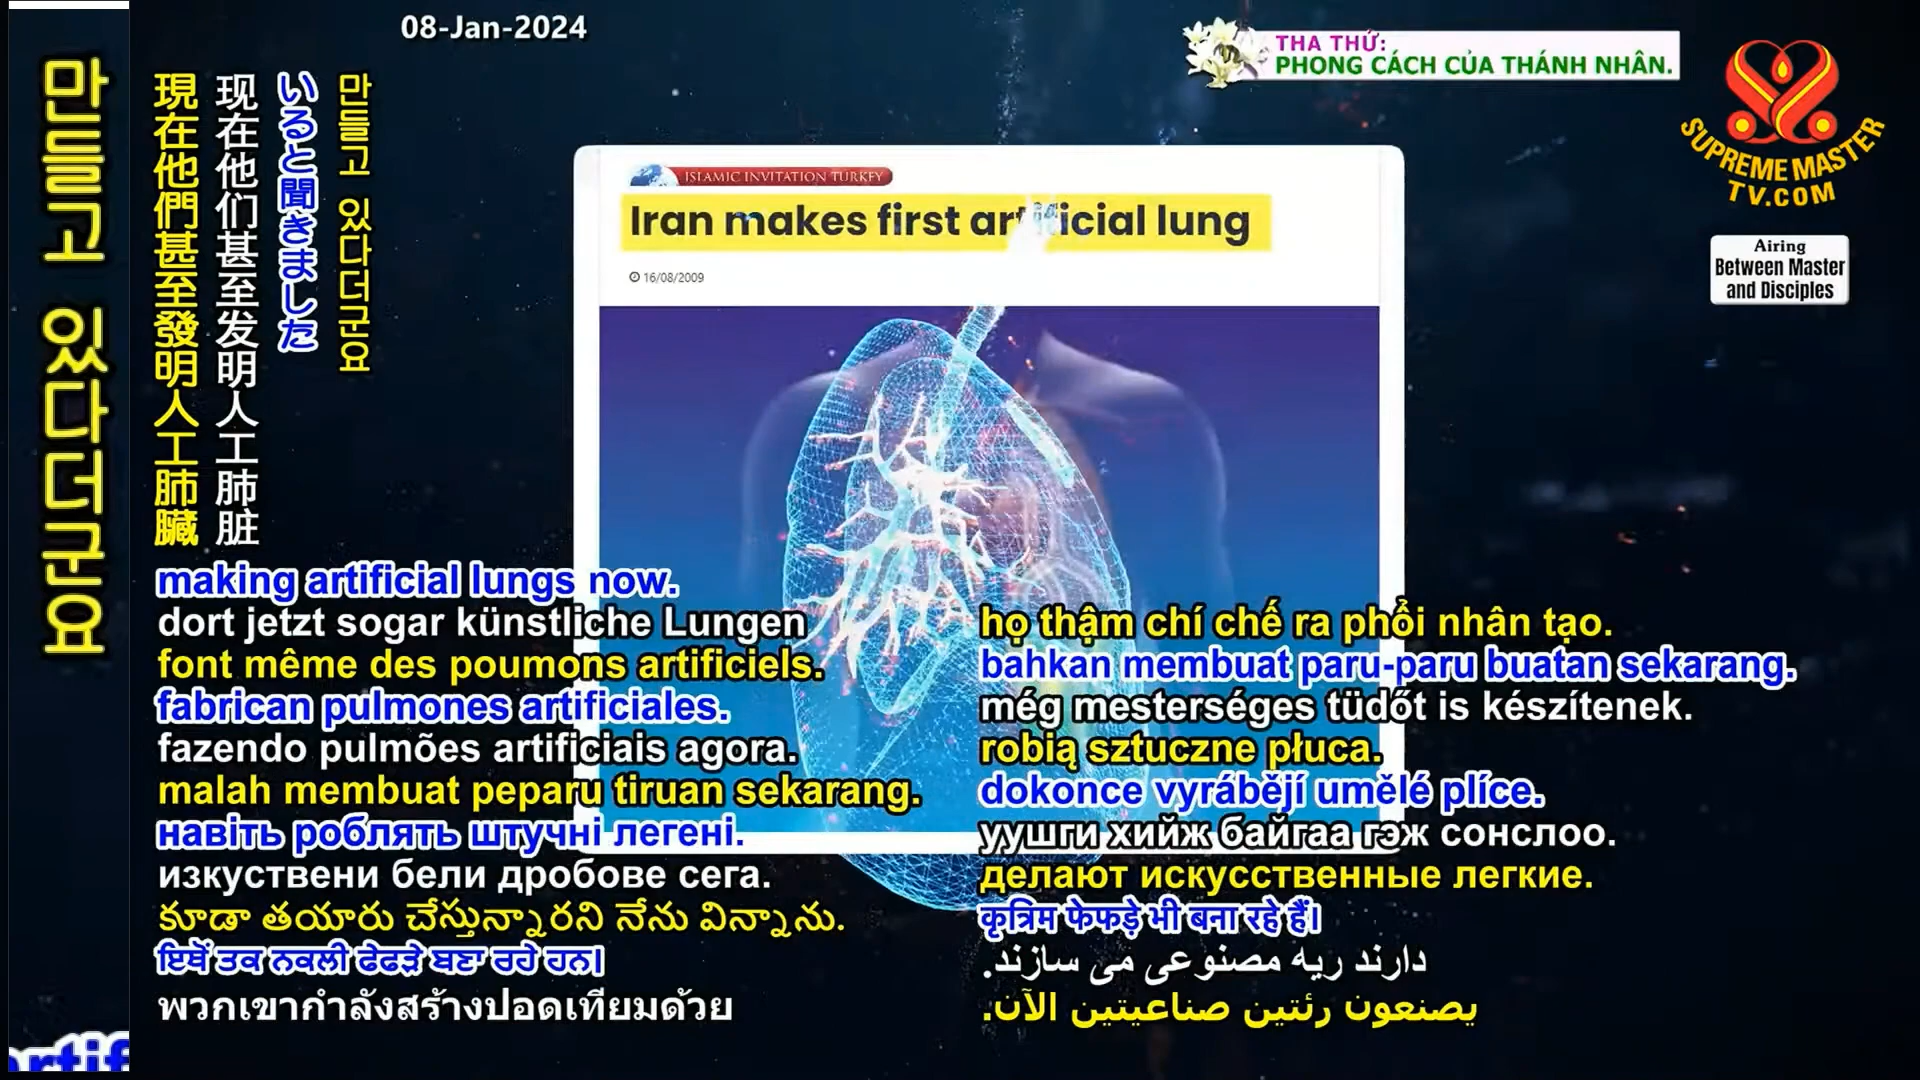 08-Jan-2024
THA THỨ:
PHONG CÁCH CỦA THÁNH NHÂN.
SUPREME MASTER
TV.COM
Airing
Between Master
and Disciples
만들고 있다더군요
現在他們甚至發明人工肺臟
现在他们甚至发明人工肺脏
いると聞きました
만들고 있다더군요
ISLAMIC INVITATION TURKEY
Iran makes first artificial lung
16/08/2009
making artificial lungs now.
dort jetzt sogar künstliche Lungen
font même des poumons artificiels.
fabrican pulmones artificiales.
fazendo pulmões artificiais agora.
malah membuat peparu tiruan sekarang.
навіть роблять штучні легені.
изкуствени бели дробове сега.
కూడా తయారు చేస్తున్నారని నేను విన్నాను.
ਇਥੋਂ ਤਕ ਨਕਲੀ ਫੇਫੜੇ ਬਣਾ ਰਹੇ ਹਨ।
พวกเขากำลังสร้างปอดเทียมด้วย
họ thậm chí chế ra phổi nhân tạo.
bahkan membuat paru-paru buatan sekarang.
még mesterséges tüdőt is készítenek.
robią sztuczne płuca.
dokonce vyrábějí umělé plíce.
уушги хийж байгаа гэж сонслоо.
делают искусственные легкие.
कृत्रिम फेफड़े भी बना रहे हैं।
دارند ریه مصنوعی می سازند.
يصنعون رئتين صناعيتين الآن.